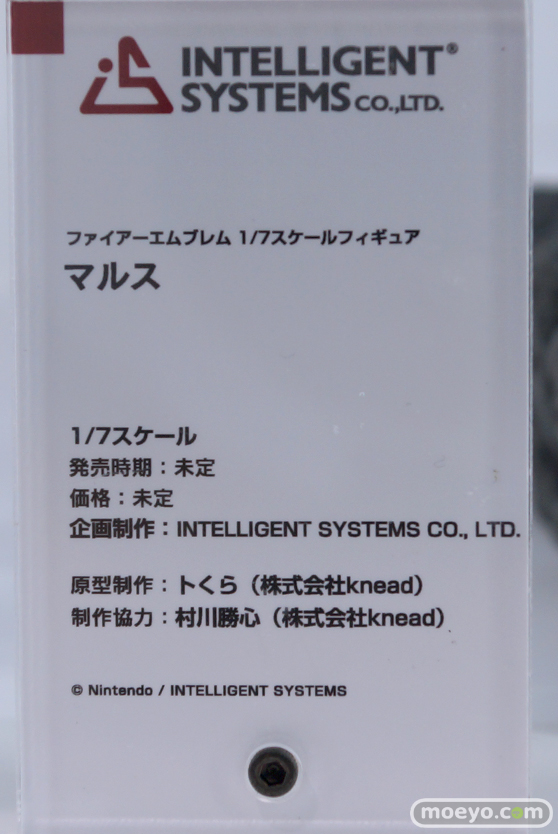 INTELLIGENT®
SYSTEMS CO.,LTD.
ファイアーエムブレム 1/7スケールフィギュア
マルス
1/7スケール
発売時期：未定
価格：未定
企画制作：INTELLIGENT SYSTEMS CO., LTD.
原型制作：トくら（株式会社knead）
制作協力：村川勝心（株式会社knead）
© Nintendo / INTELLIGENT SYSTEMS
moeyo.com